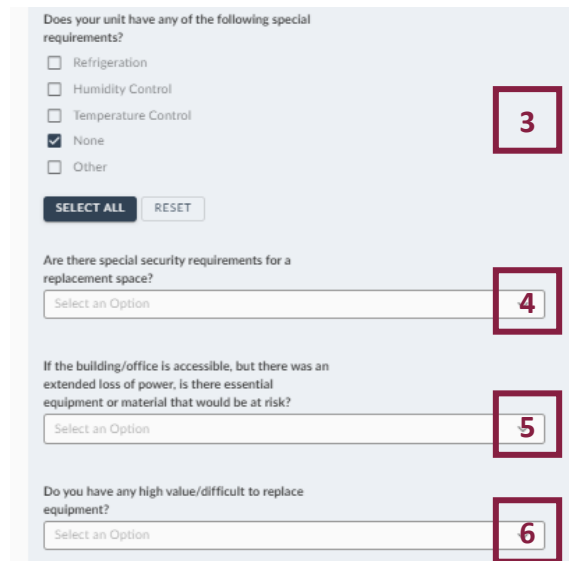 Does your unit have any of the following special
requirements?
Refrigeration
Humidity Control
Temperature Control
3
None
Other
SELECT ALL RESET
Are there special security requirements for a
replacement space?
Select an Option 4
If the building/office is accessible, but there was an
extended loss of power, is there essential
equipment or material that would be at risk?
Select an Option 5
Do you have any high value/difficult to replace
equipment?
Select an Option 6